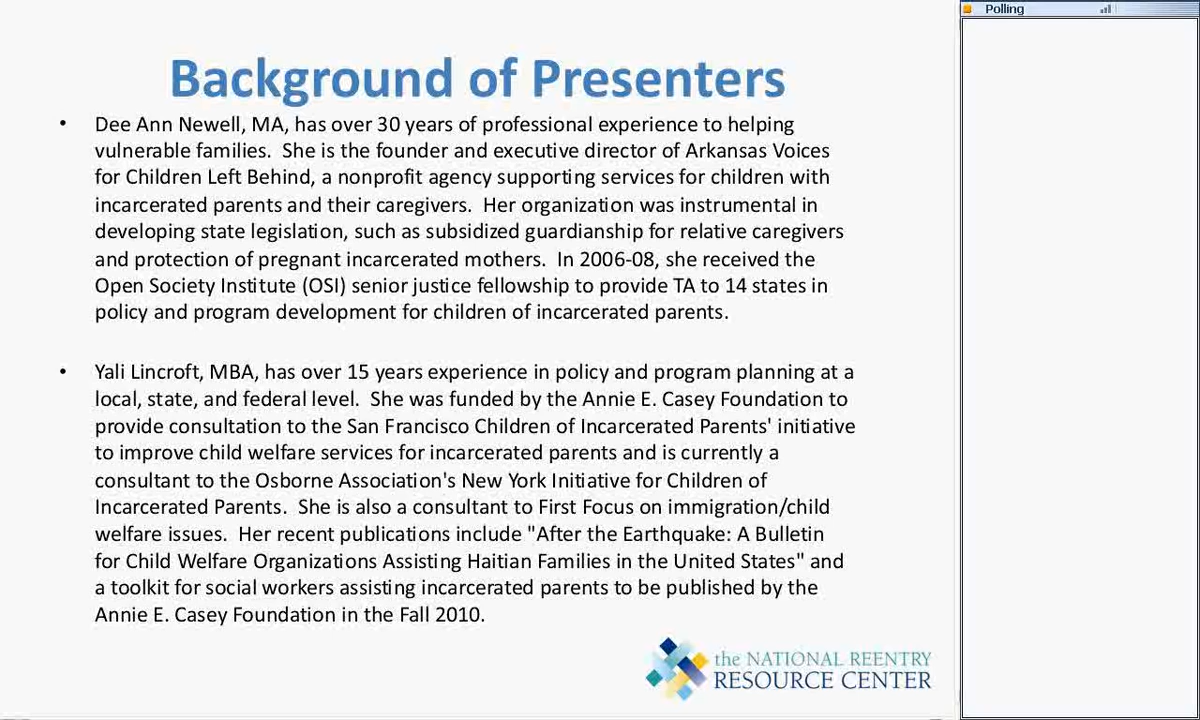 Polling
Background of Presenters
• Dee Ann Newell, MA, has over 30 years of professional experience to helping
vulnerable families.  She is the founder and executive director of Arkansas Voices
for Children Left Behind, a nonprofit agency supporting services for children with
incarcerated parents and their caregivers.  Her organization was instrumental in
developing state legislation, such as subsidized guardianship for relative caregivers
and protection of pregnant incarcerated mothers.  In 2006-08, she received the
Open Society Institute (OSI) senior justice fellowship to provide TA to 14 states in
policy and program development for children of incarcerated parents.
• Yali Lincroft, MBA, has over 15 years experience in policy and program planning at a
local, state, and federal level.  She was funded by the Annie E. Casey Foundation to
provide consultation to the San Francisco Children of Incarcerated Parents' initiative
to improve child welfare services for incarcerated parents and is currently a
consultant to the Osborne Association's New York Initiative for Children of
Incarcerated Parents.  She is also a consultant to First Focus on immigration/child
welfare issues.  Her recent publications include "After the Earthquake: A Bulletin
for Child Welfare Organizations Assisting Haitian Families in the United States" and
a toolkit for social workers assisting incarcerated parents to be published by the
Annie E. Casey Foundation in the Fall 2010.
the NATIONAL REENTRY
RESOURCE CENTER